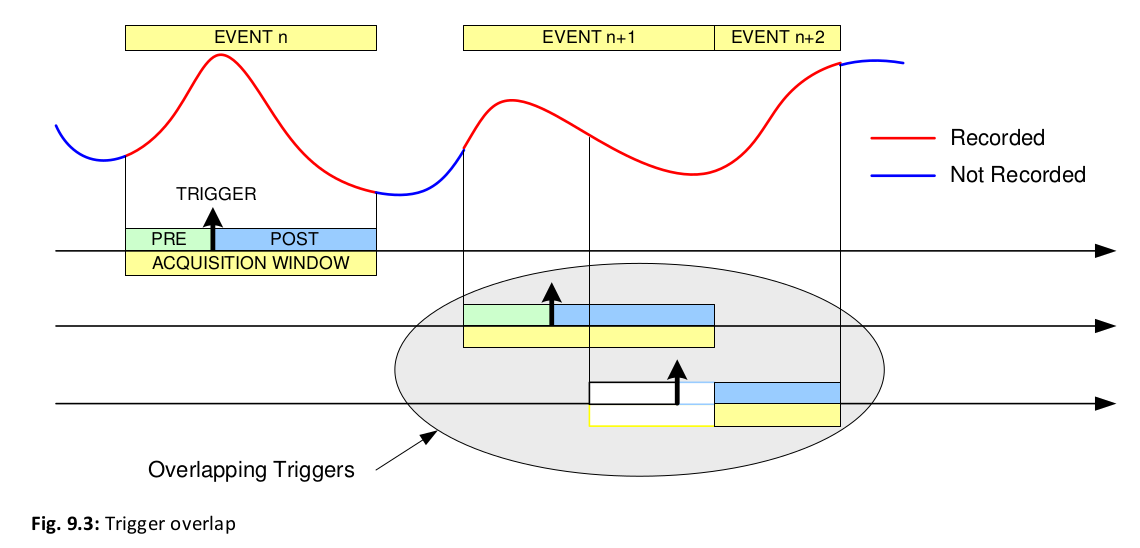 EVENT n
EVENT n+1
EVENT n+2
Recorded
Not Recorded
TRIGGER
PRE
POST
ACQUISITION WINDOW
Overlapping Triggers
Fig. 9.3: Trigger overlap